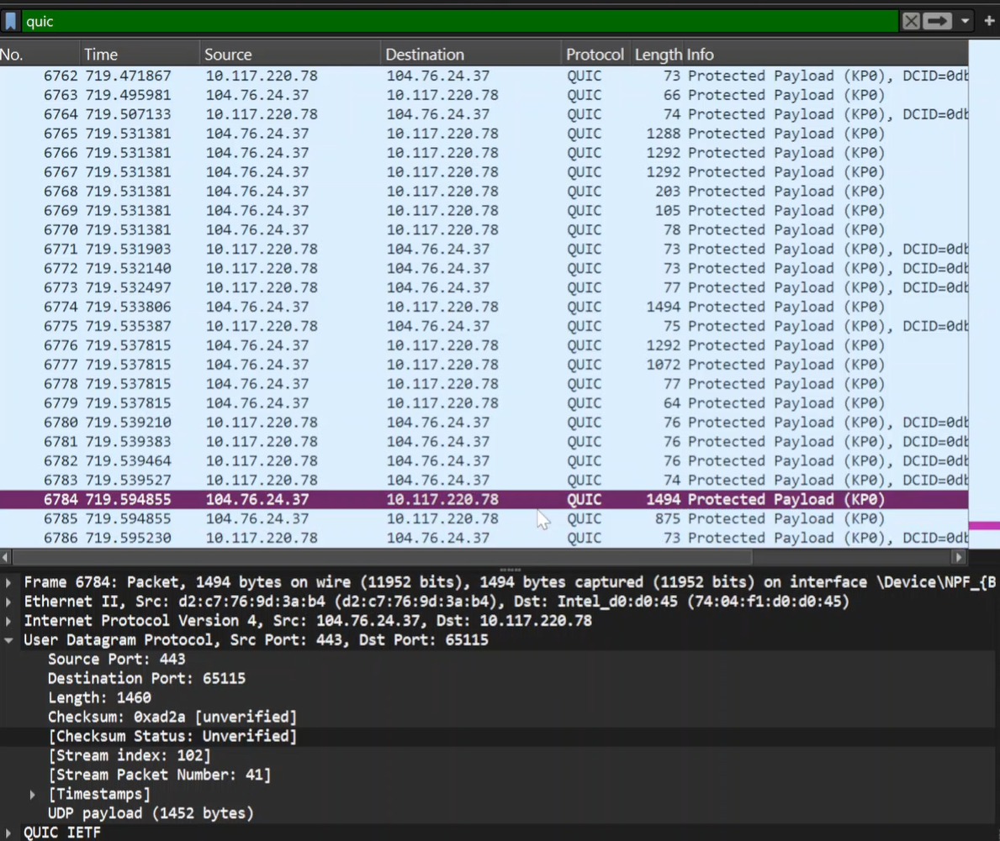 quic
No. Time Source Destination Protocol Length Info
6762 719.471867 10.117.220.78 104.76.24.37 QUIC 73 Protected Payload (KP0), DCID=0db
6763 719.495981 104.76.24.37 10.117.220.78 QUIC 66 Protected Payload (KP0)
6764 719.507133 10.117.220.78 104.76.24.37 QUIC 74 Protected Payload (KP0), DCID=0db
6765 719.531381 104.76.24.37 10.117.220.78 QUIC 1288 Protected Payload (KP0)
6766 719.531381 104.76.24.37 10.117.220.78 QUIC 1292 Protected Payload (KP0)
6767 719.531381 104.76.24.37 10.117.220.78 QUIC 1292 Protected Payload (KP0)
6768 719.531381 104.76.24.37 10.117.220.78 QUIC 203 Protected Payload (KP0)
6769 719.531381 104.76.24.37 10.117.220.78 QUIC 105 Protected Payload (KP0)
6770 719.531381 104.76.24.37 10.117.220.78 QUIC 78 Protected Payload (KP0)
6771 719.531903 10.117.220.78 104.76.24.37 QUIC 73 Protected Payload (KP0), DCID=0db
6772 719.532140 10.117.220.78 104.76.24.37 QUIC 73 Protected Payload (KP0), DCID=0db
6773 719.532497 10.117.220.78 104.76.24.37 QUIC 77 Protected Payload (KP0), DCID=0db
6774 719.533806 104.76.24.37 10.117.220.78 QUIC 1494 Protected Payload (KP0)
6775 719.535387 10.117.220.78 104.76.24.37 QUIC 75 Protected Payload (KP0), DCID=0db
6776 719.537815 104.76.24.37 10.117.220.78 QUIC 1292 Protected Payload (KP0)
6777 719.537815 104.76.24.37 10.117.220.78 QUIC 1072 Protected Payload (KP0)
6778 719.537815 104.76.24.37 10.117.220.78 QUIC 77 Protected Payload (KP0)
6779 719.537815 104.76.24.37 10.117.220.78 QUIC 64 Protected Payload (KP0)
6780 719.539210 10.117.220.78 104.76.24.37 QUIC 76 Protected Payload (KP0), DCID=0db
6781 719.539383 10.117.220.78 104.76.24.37 QUIC 76 Protected Payload (KP0), DCID=0db
6782 719.539464 10.117.220.78 104.76.24.37 QUIC 76 Protected Payload (KP0), DCID=0db
6783 719.539527 10.117.220.78 104.76.24.37 QUIC 74 Protected Payload (KP0), DCID=0db
6784 719.594855 104.76.24.37 10.117.220.78 QUIC 1494 Protected Payload (KP0)
6785 719.594855 104.76.24.37 10.117.220.78 QUIC 875 Protected Payload (KP0)
6786 719.595230 10.117.220.78 104.76.24.37 QUIC 73 Protected Payload (KP0), DCID=0db
Frame 6784: Packet, 1494 bytes on wire (11952 bits), 1494 bytes captured (11952 bits) on interface \Device\NPF_{B
Ethernet II, Src: d2:c7:76:9d:3a:b4 (d2:c7:76:9d:3a:b4), Dst: Intel_d0:d0:45 (74:04:f1:d0:d0:45)
Internet Protocol Version 4, Src: 104.76.24.37, Dst: 10.117.220.78
User Datagram Protocol, Src Port: 443, Dst Port: 65115
Source Port: 443
Destination Port: 65115
Length: 1460
Checksum: 0xad2a [unverified]
[Checksum Status: Unverified]
[Stream index: 102]
[Stream Packet Number: 41]
[Timestamps]
UDP payload (1452 bytes)
QUIC IETF